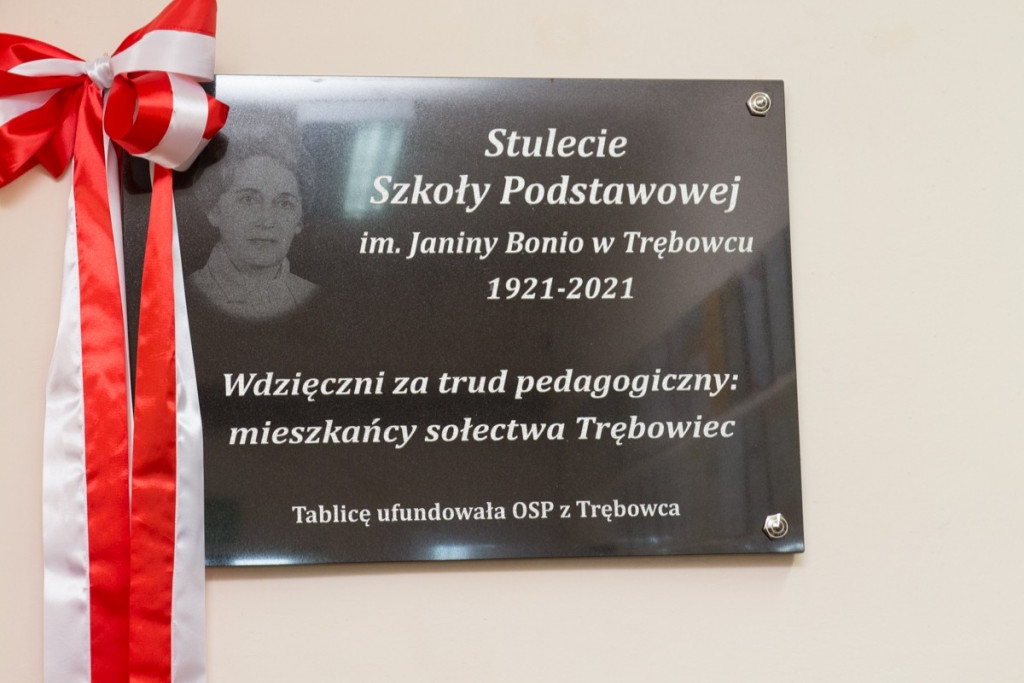 Stulecie
Szkoły Podstawowej
im. Janiny Bonio w Trębowcu
1921-2021
Wdzięczni za trud pedagogiczny:
mieszkańcy sołectwa Trębowiec
Tablicę ufundowała OSP z Trębowca